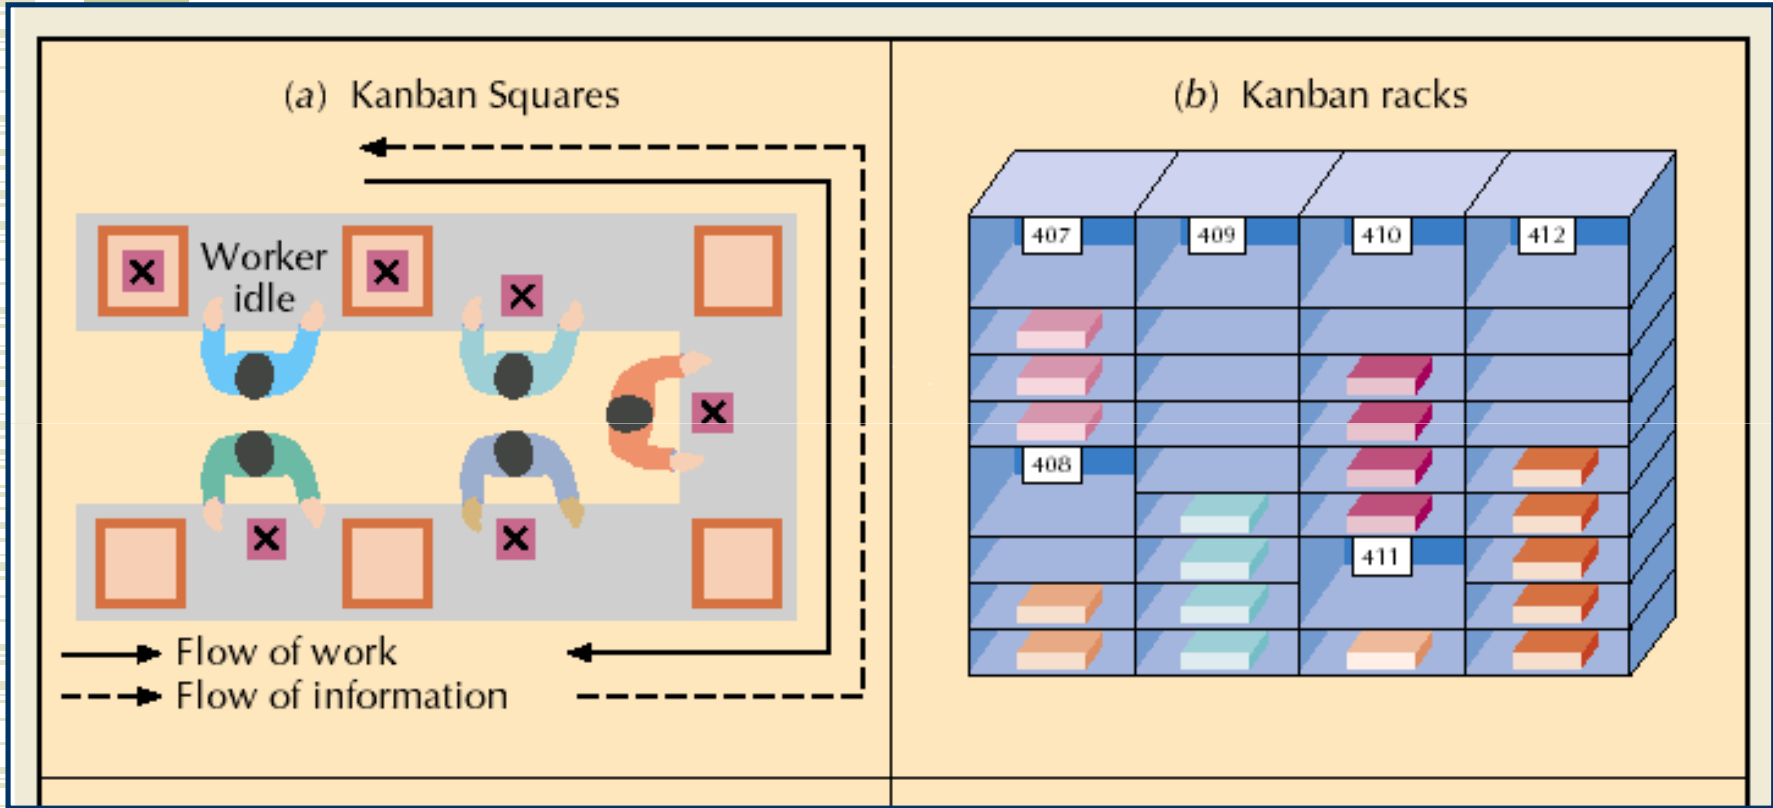 (a) Kanban Squares
Worker
idle
Flow of work
Flow of information
(b) Kanban racks
407
409
410
412
408
411